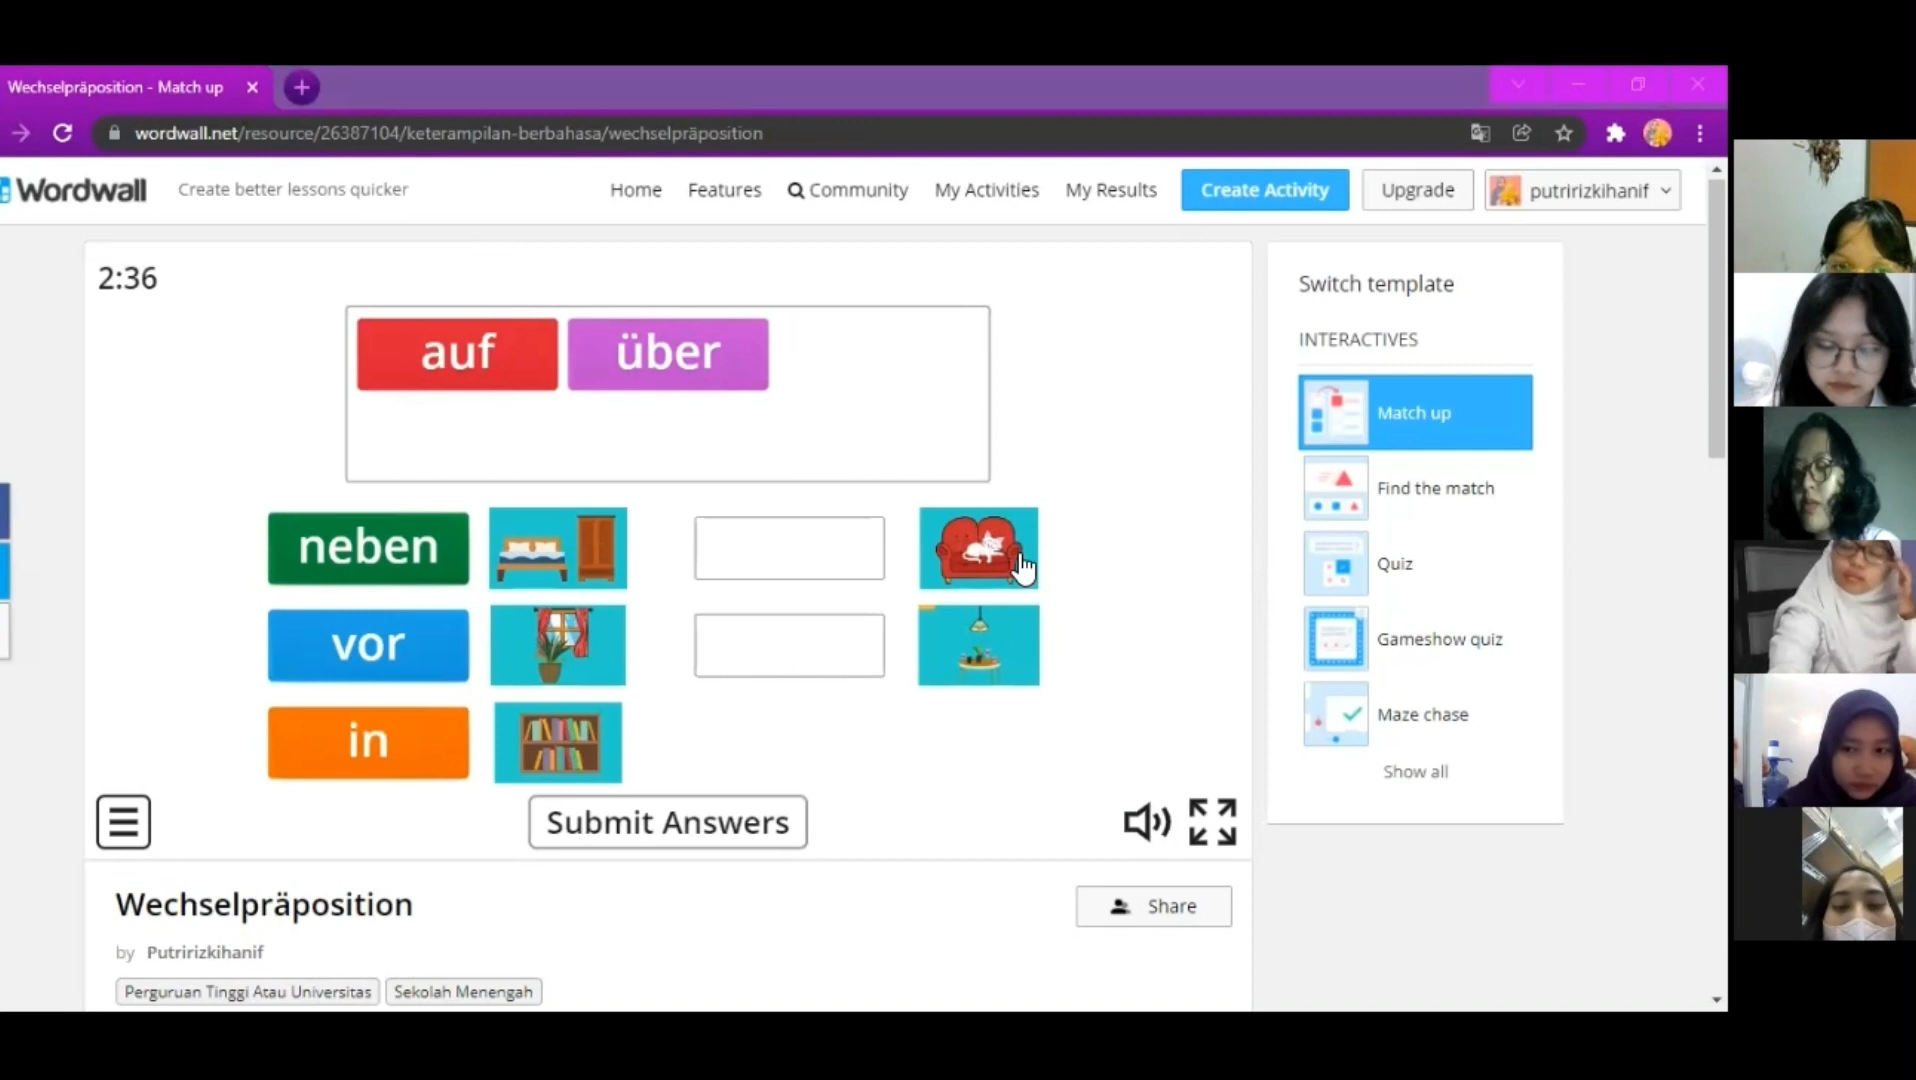 Wechselpräposition - Match up
wordwall.net/resource/26387104/keterampilan-berbahasa/wechselpräposition
Wordwall
Create better lessons quicker
Home
Features
Community
My Activities
My Results
Create Activity
Upgrade
putririzkihanif
2:36
auf
über
neben
vor
in
Submit Answers
Switch template
INTERACTIVES
Match up
Find the match
Quiz
Gameshow quiz
Maze chase
Show all
Wechselpräposition
Share
by Putririzkihanif
Perguruan Tinggi Atau Universitas
Sekolah Menengah